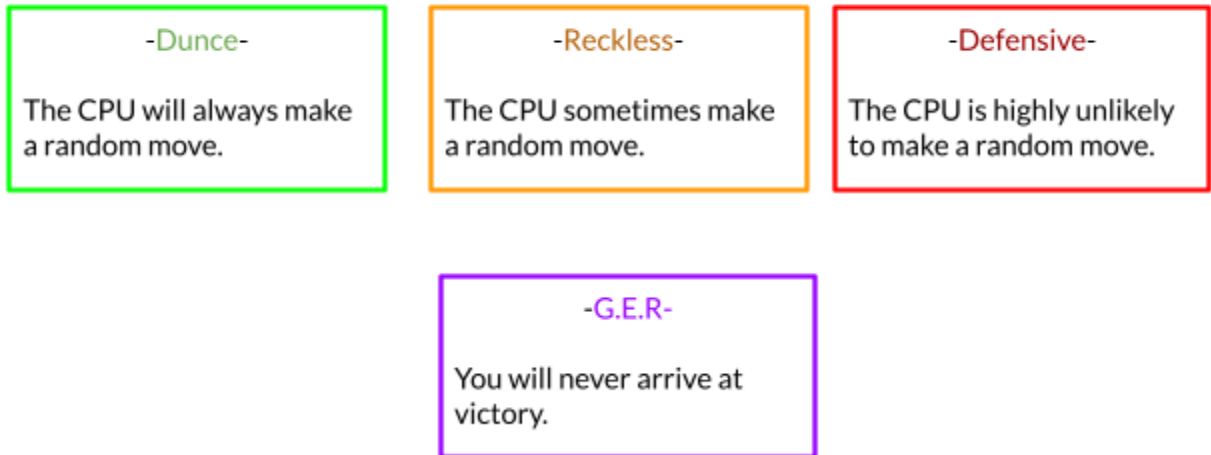 -Dunce-
The CPU will always make
a random move.
-Reckless-
The CPU sometimes make
a random move.
-Defensive-
The CPU is highly unlikely
to make a random move.
-G.E.R-
You will never arrive at
victory.